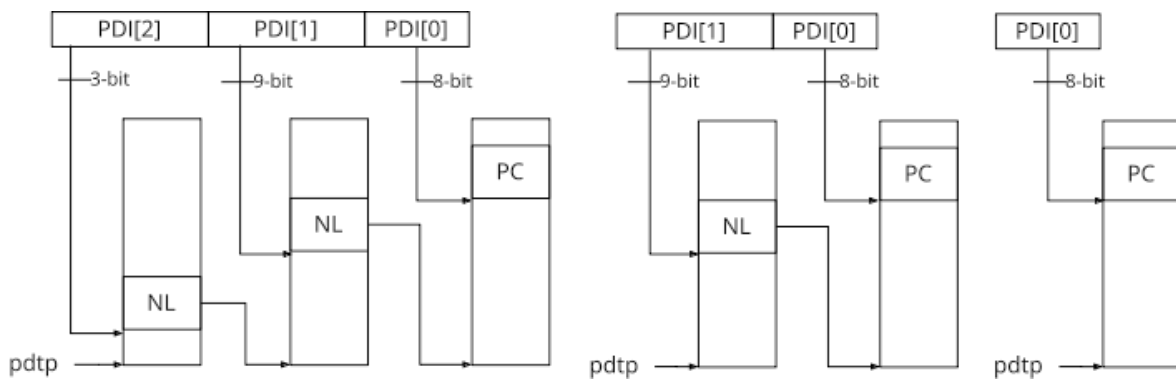 PDI[2] PDI[1] PDI[0] PDI[1] PDI[0] PDI[0]
3-bit 9-bit 8-bit 9-bit 8-bit 8-bit
PC PC PC
NL NL
NL
pdtp pdtp pdtp